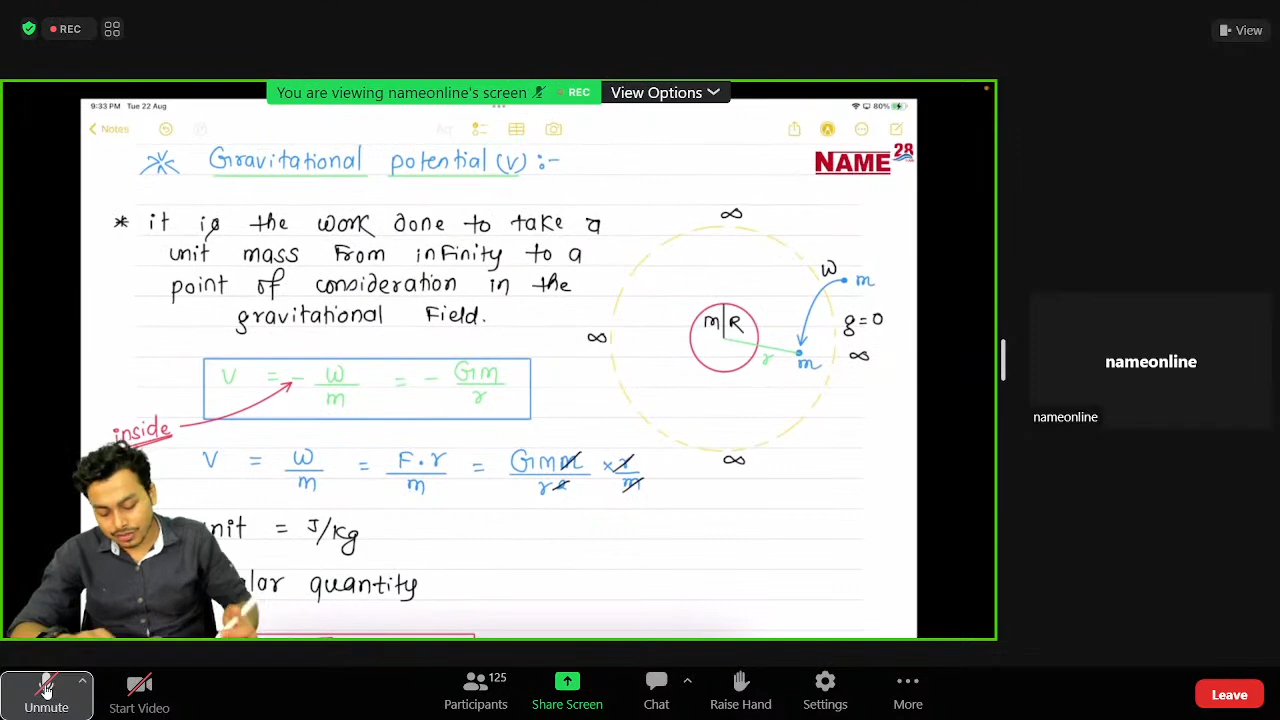 REC
View
You are viewing nameonline's screen REC View Options
9:33 PM Tue 22 Aug
80%
Notes
Gravitational potential (V) :-
NAME 28
* it is the work done to take a
unit mass from infinity to a
point of consideration in the
gravitational Field.
∞
W
m
g=0
∞
∞
M R
r
m
∞
V = - W/m = - GM/r
inside
V = W/m = F.r/m = GMm/r² × r/m
unit = J/Kg
quantity
nameonline
nameonline
Unmute
Start Video
Participants 125
Share Screen
Chat
Raise Hand
Settings
More
Leave